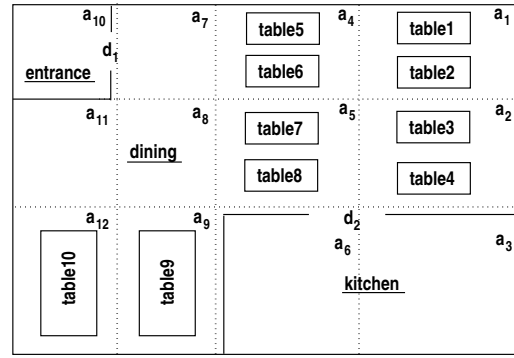 a10 a7 table5 a4 table1 a1
d1
entrance table6 table2
a11 a8 table7 a5 table3 a2
dining
table8 table4
a12 a9 d2
a6 a3
table10 table9 kitchen